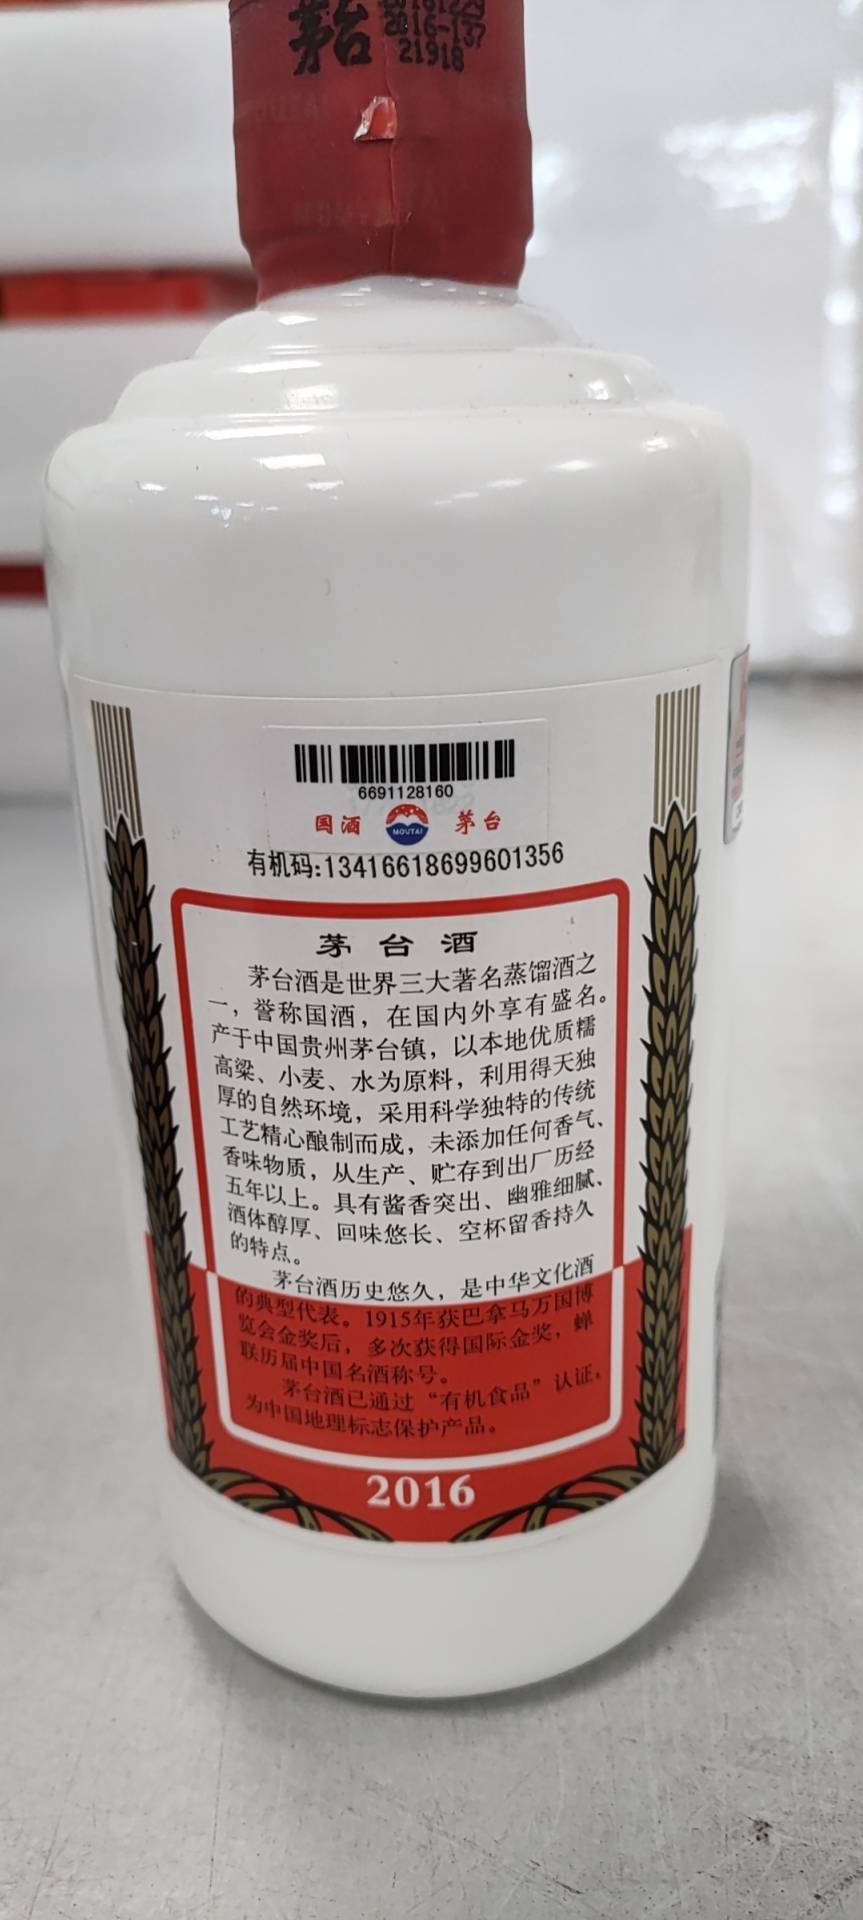 茅台
2016-137
21918
6691128160
国酒 MOUTAI 茅台
有机码:13416618699601356
茅台酒
茅台酒是世界三大著名蒸馏酒之
一，誉称国酒，在国内外享有盛名。
产于中国贵州茅台镇，以本地优质糯
高粱、小麦、水为原料，利用得天独
厚的自然环境，采用科学独特的传统
工艺精心酿制而成，未添加任何香气、
香味物质，从生产、贮存到出厂历经
五年以上。具有酱香突出、幽雅细腻、
酒体醇厚、回味悠长、空杯留香持久
的特点。
茅台酒历史悠久，是中华文化酒
的典型代表。1915年获巴拿马万国博
览会金奖后，多次获得国际金奖，蝉
联历届中国名酒称号。
茅台酒已通过“有机食品”认证，
为中国地理标志保护产品。
2016